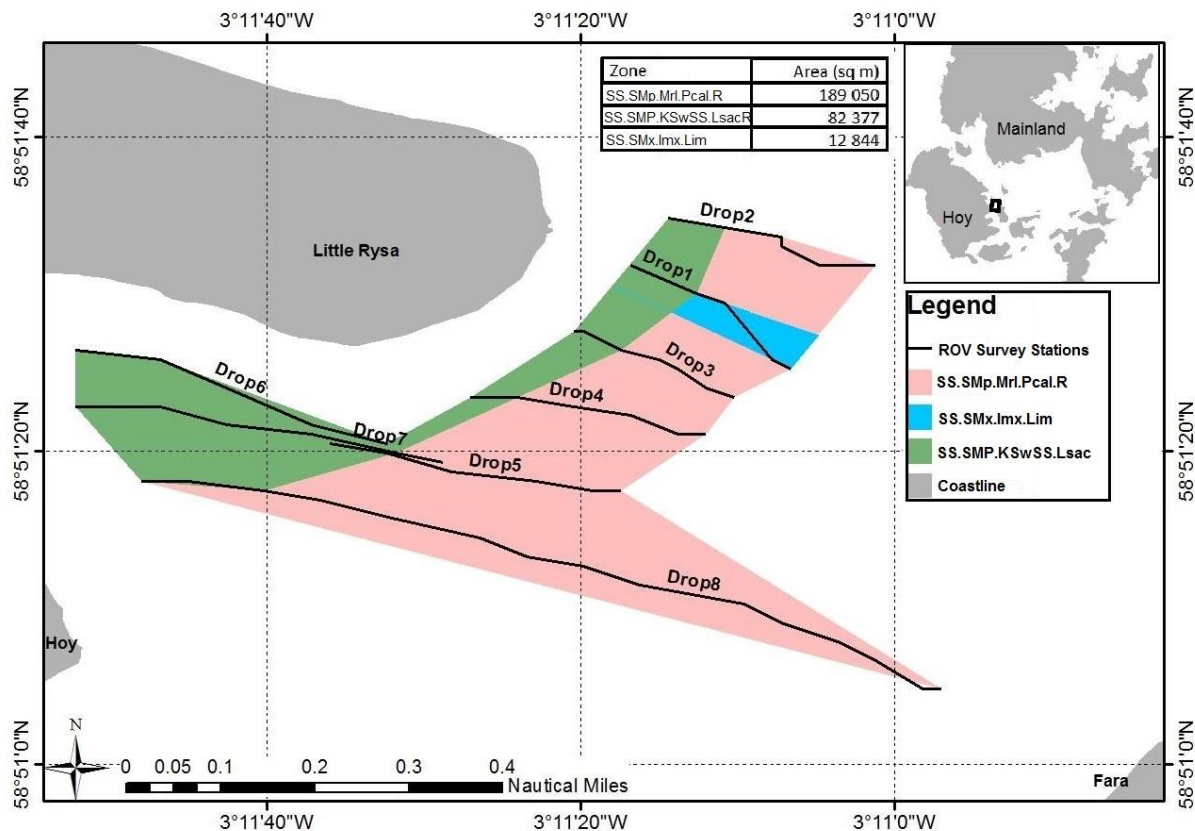 3°11'40"W 3°11'20"W 3°11'0"W
Zone Area (sq m)
SS.SMp.Mrl.Pcal.R 189 050
SS.SMP.KSwSS.LsacR 82 377
SS.SMx.Imx.Lim 12 844
Mainland
Hoy
58°51'40"N 58°51'40"N
Little Rysa
Drop2
Drop1
Legend
ROV Survey Stations
SS.SMp.Mrl.Pcal.R
SS.SMx.Imx.Lim
SS.SMP.KSwSS.Lsac
Coastline
Drop3
Drop6
Drop4
Drop7
58°51'20"N 58°51'20"N
Drop5
Drop8
Hoy
N
58°51'0"N 58°51'0"N
0 0.05 0.1 0.2 0.3 0.4
Nautical Miles
Fara
3°11'40"W 3°11'20"W 3°11'0"W